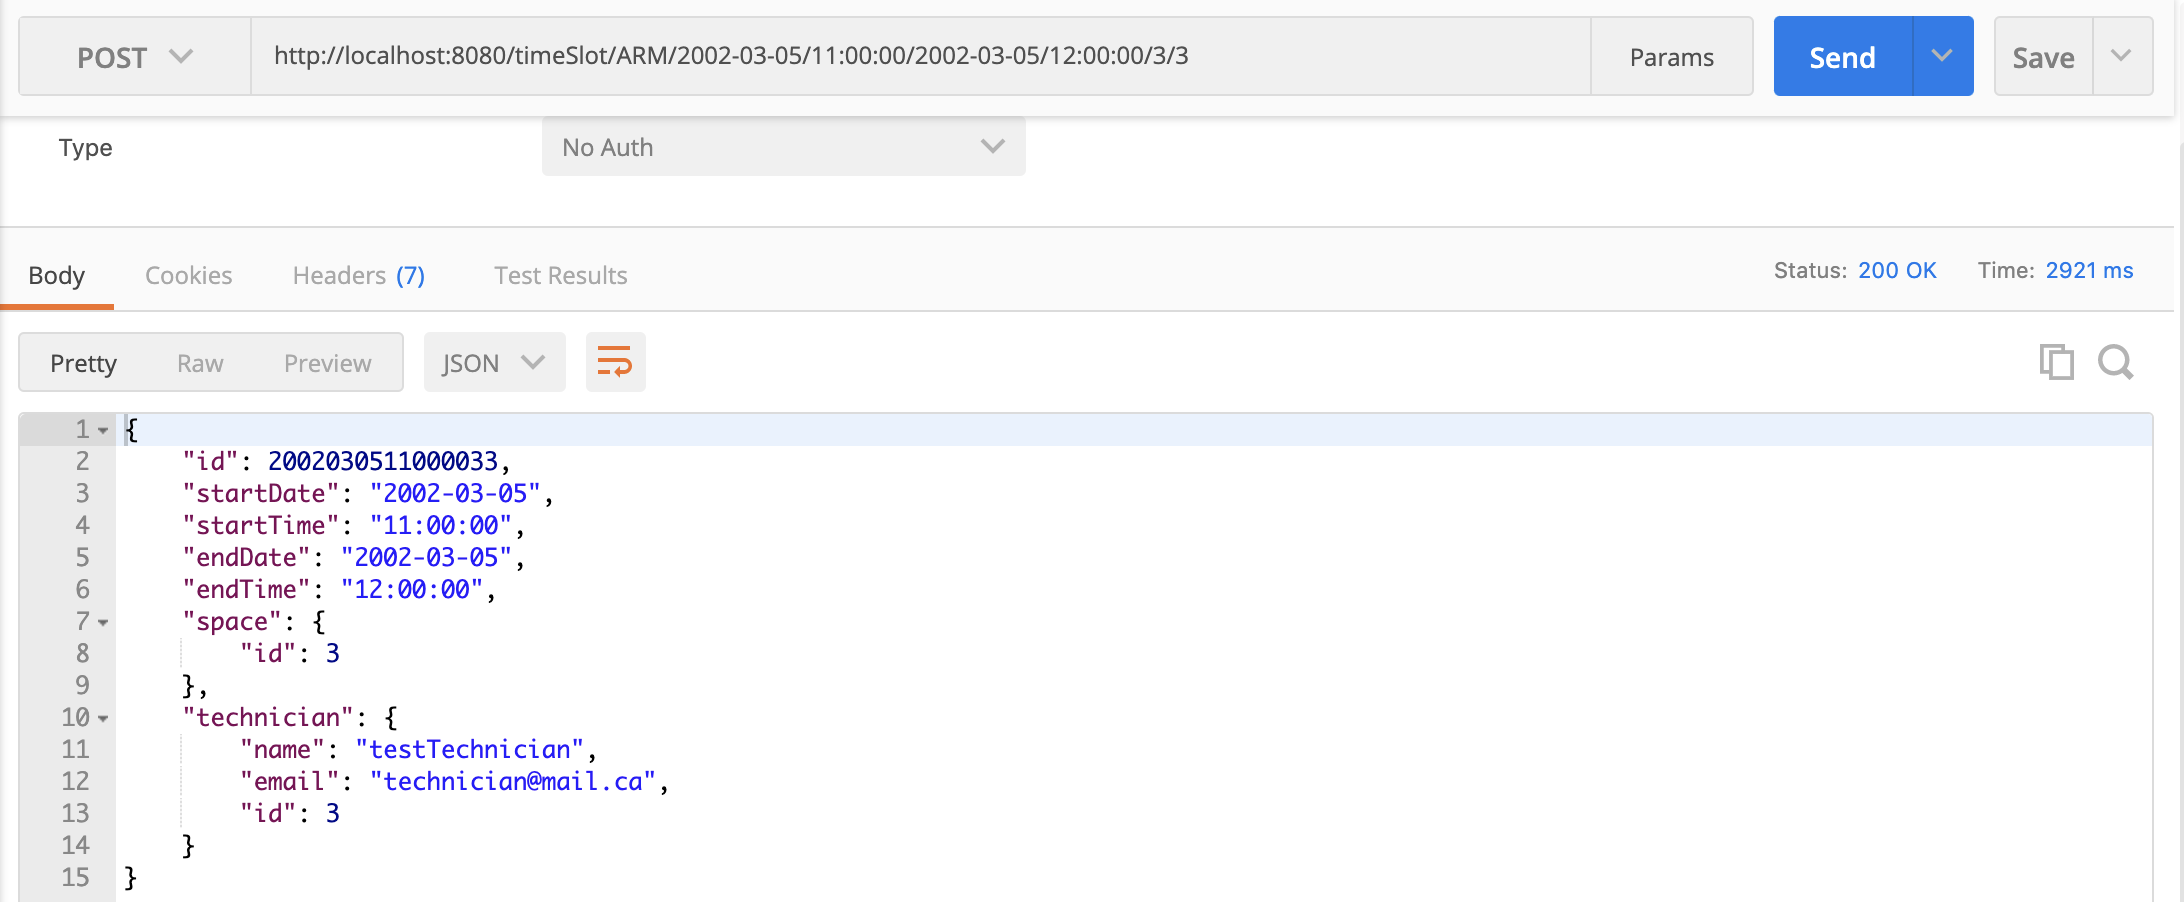 POST http://localhost:8080/timeSlot/ARM/2002-03-05/11:00:00/2002-03-05/12:00:00/3/3 Params Send Save
Type No Auth
Body Cookies Headers (7) Test Results Status: 200 OK Time: 2921 ms
Pretty Raw Preview JSON
1 {
2 "id": 2002030511000033,
3 "startDate": "2002-03-05",
4 "startTime": "11:00:00",
5 "endDate": "2002-03-05",
6 "endTime": "12:00:00",
7 "space": {
8 "id": 3
9 },
10 "technician": {
11 "name": "testTechnician",
12 "email": "technician@mail.ca",
13 "id": 3
14 }
15 }